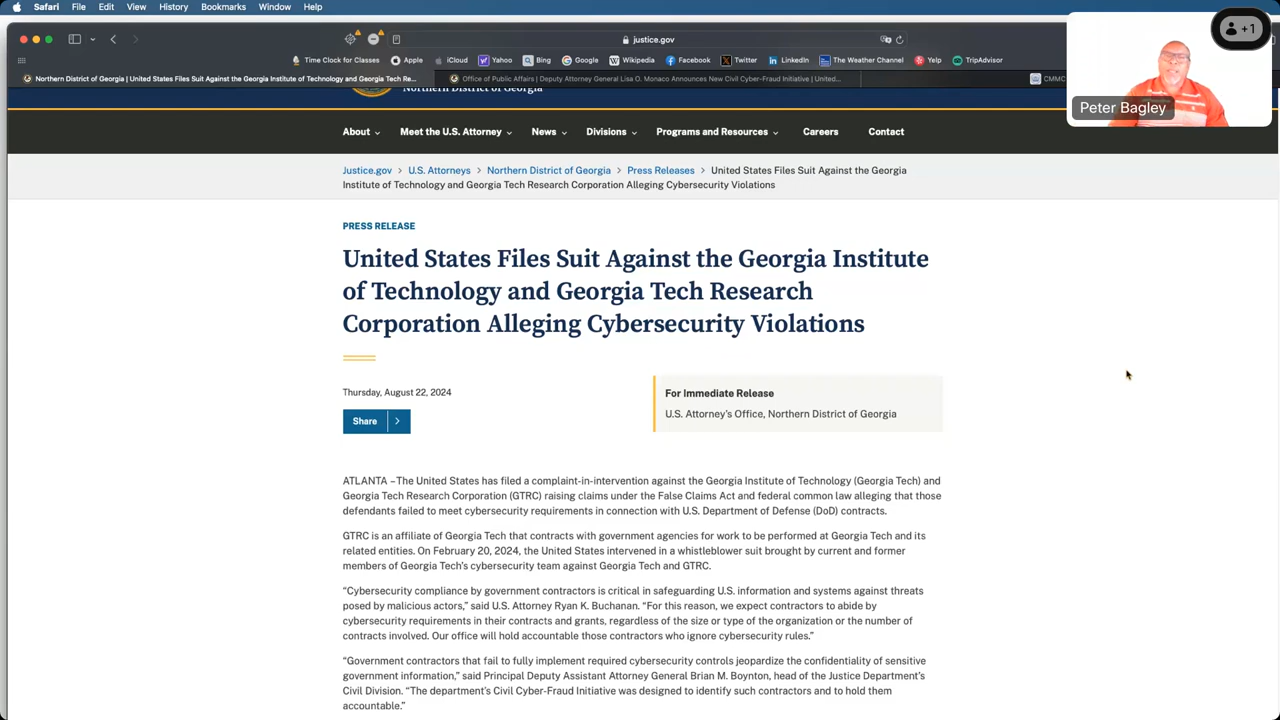 Safari File Edit View History Bookmarks Window Help
justice.gov
+1
Time Clock for Classes Apple iCloud Yahoo Bing Google Wikipedia Facebook Twitter LinkedIn The Weather Channel Yelp TripAdvisor
Northern District of Georgia | United States Files Suit Against the Georgia Institute of Technology and Georgia Tech Re... Office of Public Affairs | Deputy Attorney General Lisa O. Monaco Announces New Civil Cyber-Fraud Initiative | United... CMMC
Peter Bagley
Northern District of Georgia
About Meet the U.S. Attorney News Divisions Programs and Resources Careers Contact
Justice.gov > U.S. Attorneys > Northern District of Georgia > Press Releases > United States Files Suit Against the Georgia
Institute of Technology and Georgia Tech Research Corporation Alleging Cybersecurity Violations
PRESS RELEASE
United States Files Suit Against the Georgia Institute
of Technology and Georgia Tech Research
Corporation Alleging Cybersecurity Violations
Thursday, August 22, 2024
Share >
For Immediate Release
U.S. Attorney's Office, Northern District of Georgia
ATLANTA – The United States has filed a complaint-in-intervention against the Georgia Institute of Technology (Georgia Tech) and
Georgia Tech Research Corporation (GTRC) raising claims under the False Claims Act and federal common law alleging that those
defendants failed to meet cybersecurity requirements in connection with U.S. Department of Defense (DoD) contracts.
GTRC is an affiliate of Georgia Tech that contracts with government agencies for work to be performed at Georgia Tech and its
related entities. On February 20, 2024, the United States intervened in a whistleblower suit brought by current and former
members of Georgia Tech's cybersecurity team against Georgia Tech and GTRC.
“Cybersecurity compliance by government contractors is critical in safeguarding U.S. information and systems against threats
posed by malicious actors,” said U.S. Attorney Ryan K. Buchanan. “For this reason, we expect contractors to abide by
cybersecurity requirements in their contracts and grants, regardless of the size or type of the organization or the number of
contracts involved. Our office will hold accountable those contractors who ignore cybersecurity rules.”
“Government contractors that fail to fully implement required cybersecurity controls jeopardize the confidentiality of sensitive
government information,” said Principal Deputy Assistant Attorney General Brian M. Boynton, head of the Justice Department's
Civil Division. “The department's Civil Cyber-Fraud Initiative was designed to identify such contractors and to hold them
accountable.”